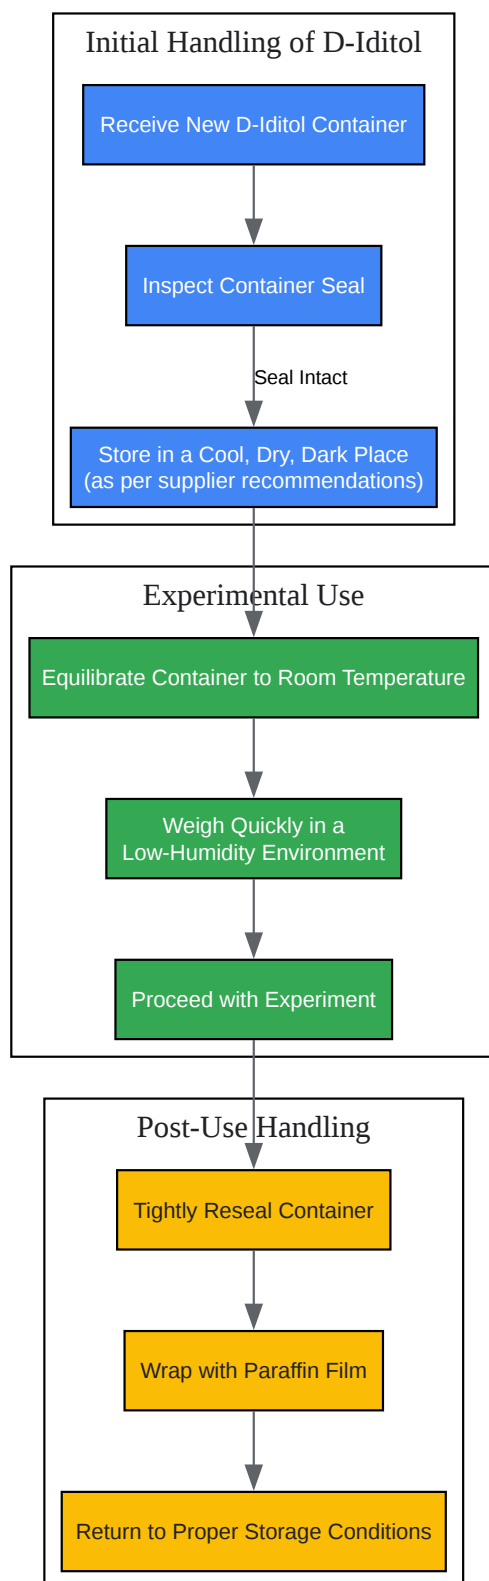 Initial Handling of D-Iditol
Receive New D-Iditol Container
Inspect Container Seal
Seal Intact
Store in a Cool, Dry, Dark Place
(as per supplier recommendations)
Experimental Use
Equilibrate Container to Room Temperature
Weigh Quickly in a
Low-Humidity Environment
Proceed with Experiment
Post-Use Handling
Tightly Reseal Container
Wrap with Paraffin Film
Return to Proper Storage Conditions